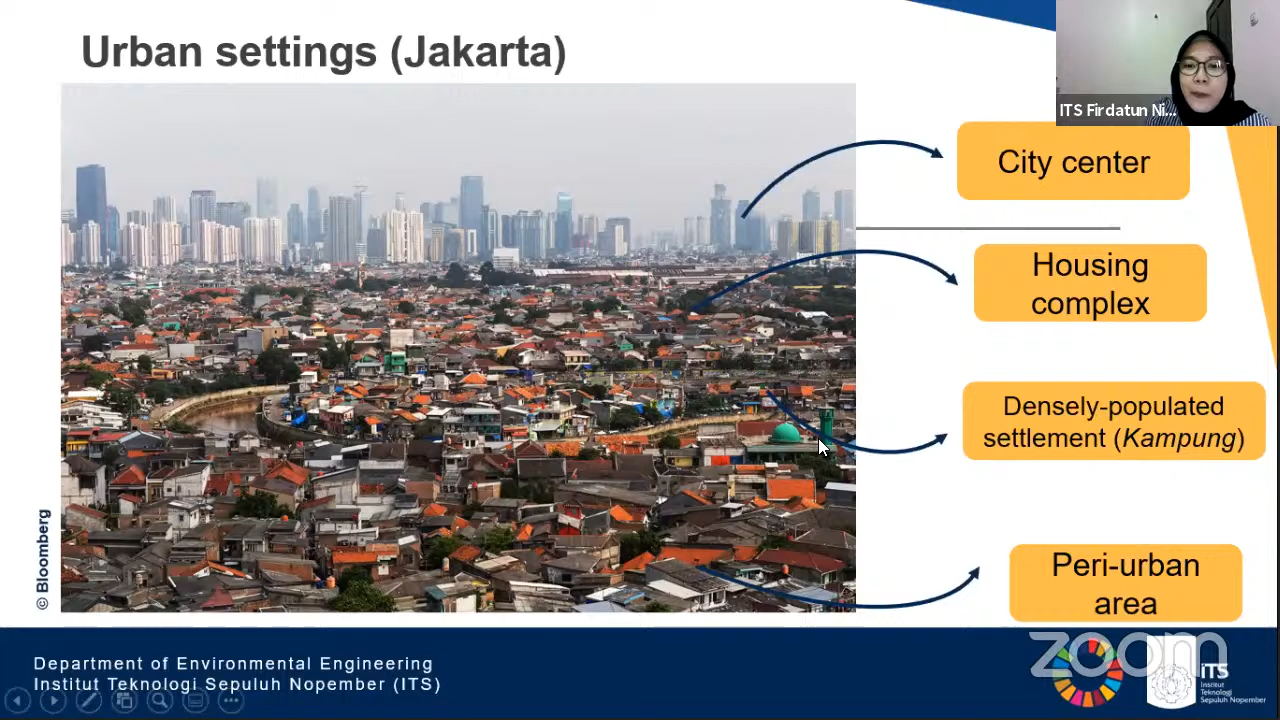 Urban settings (Jakarta)
ITS Firdatun Ni...
City center
Housing
complex
Densely-populated
settlement (Kampung)
Peri-urban
area
© Bloomberg
Department of Environmental Engineering
Institut Teknologi Sepuluh Nopember (ITS)
zoom
ITS
Institut
Teknologi
Sepuluh Nopember